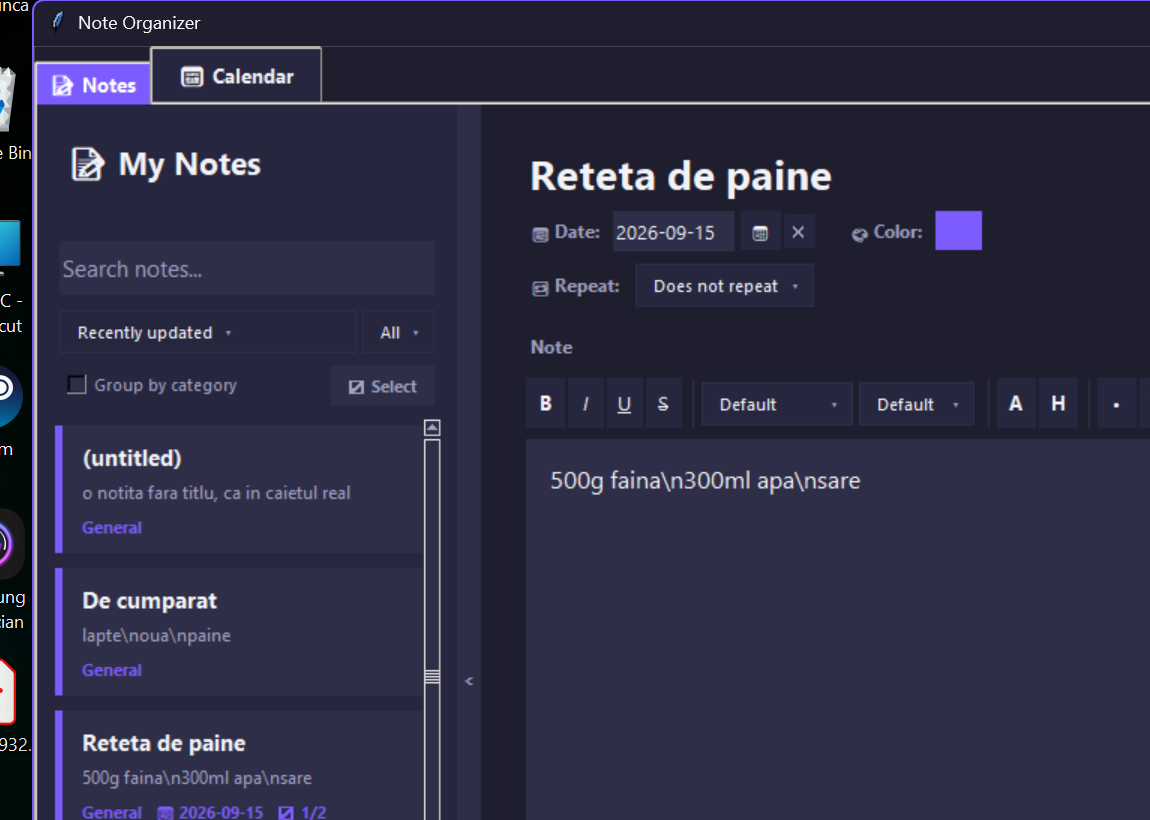 inca
Note Organizer
Notes
Calendar
e Bin
My Notes
Reteta de paine
Date: 2026-09-15 × Color:
Search notes...
C -
Repeat: Does not repeat
cut
Recently updated All
Note
Group by category
Select
B I U S Default Default A H •
m
(untitled)
o notita fara titlu, ca in caietul real
General
500g faina\n300ml apa\nsare
ung
cian
De cumparat
lapte\noua\npaine
General
<
932.
Reteta de paine
500g faina\n300ml apa\nsare
General 2026-09-15 1/2